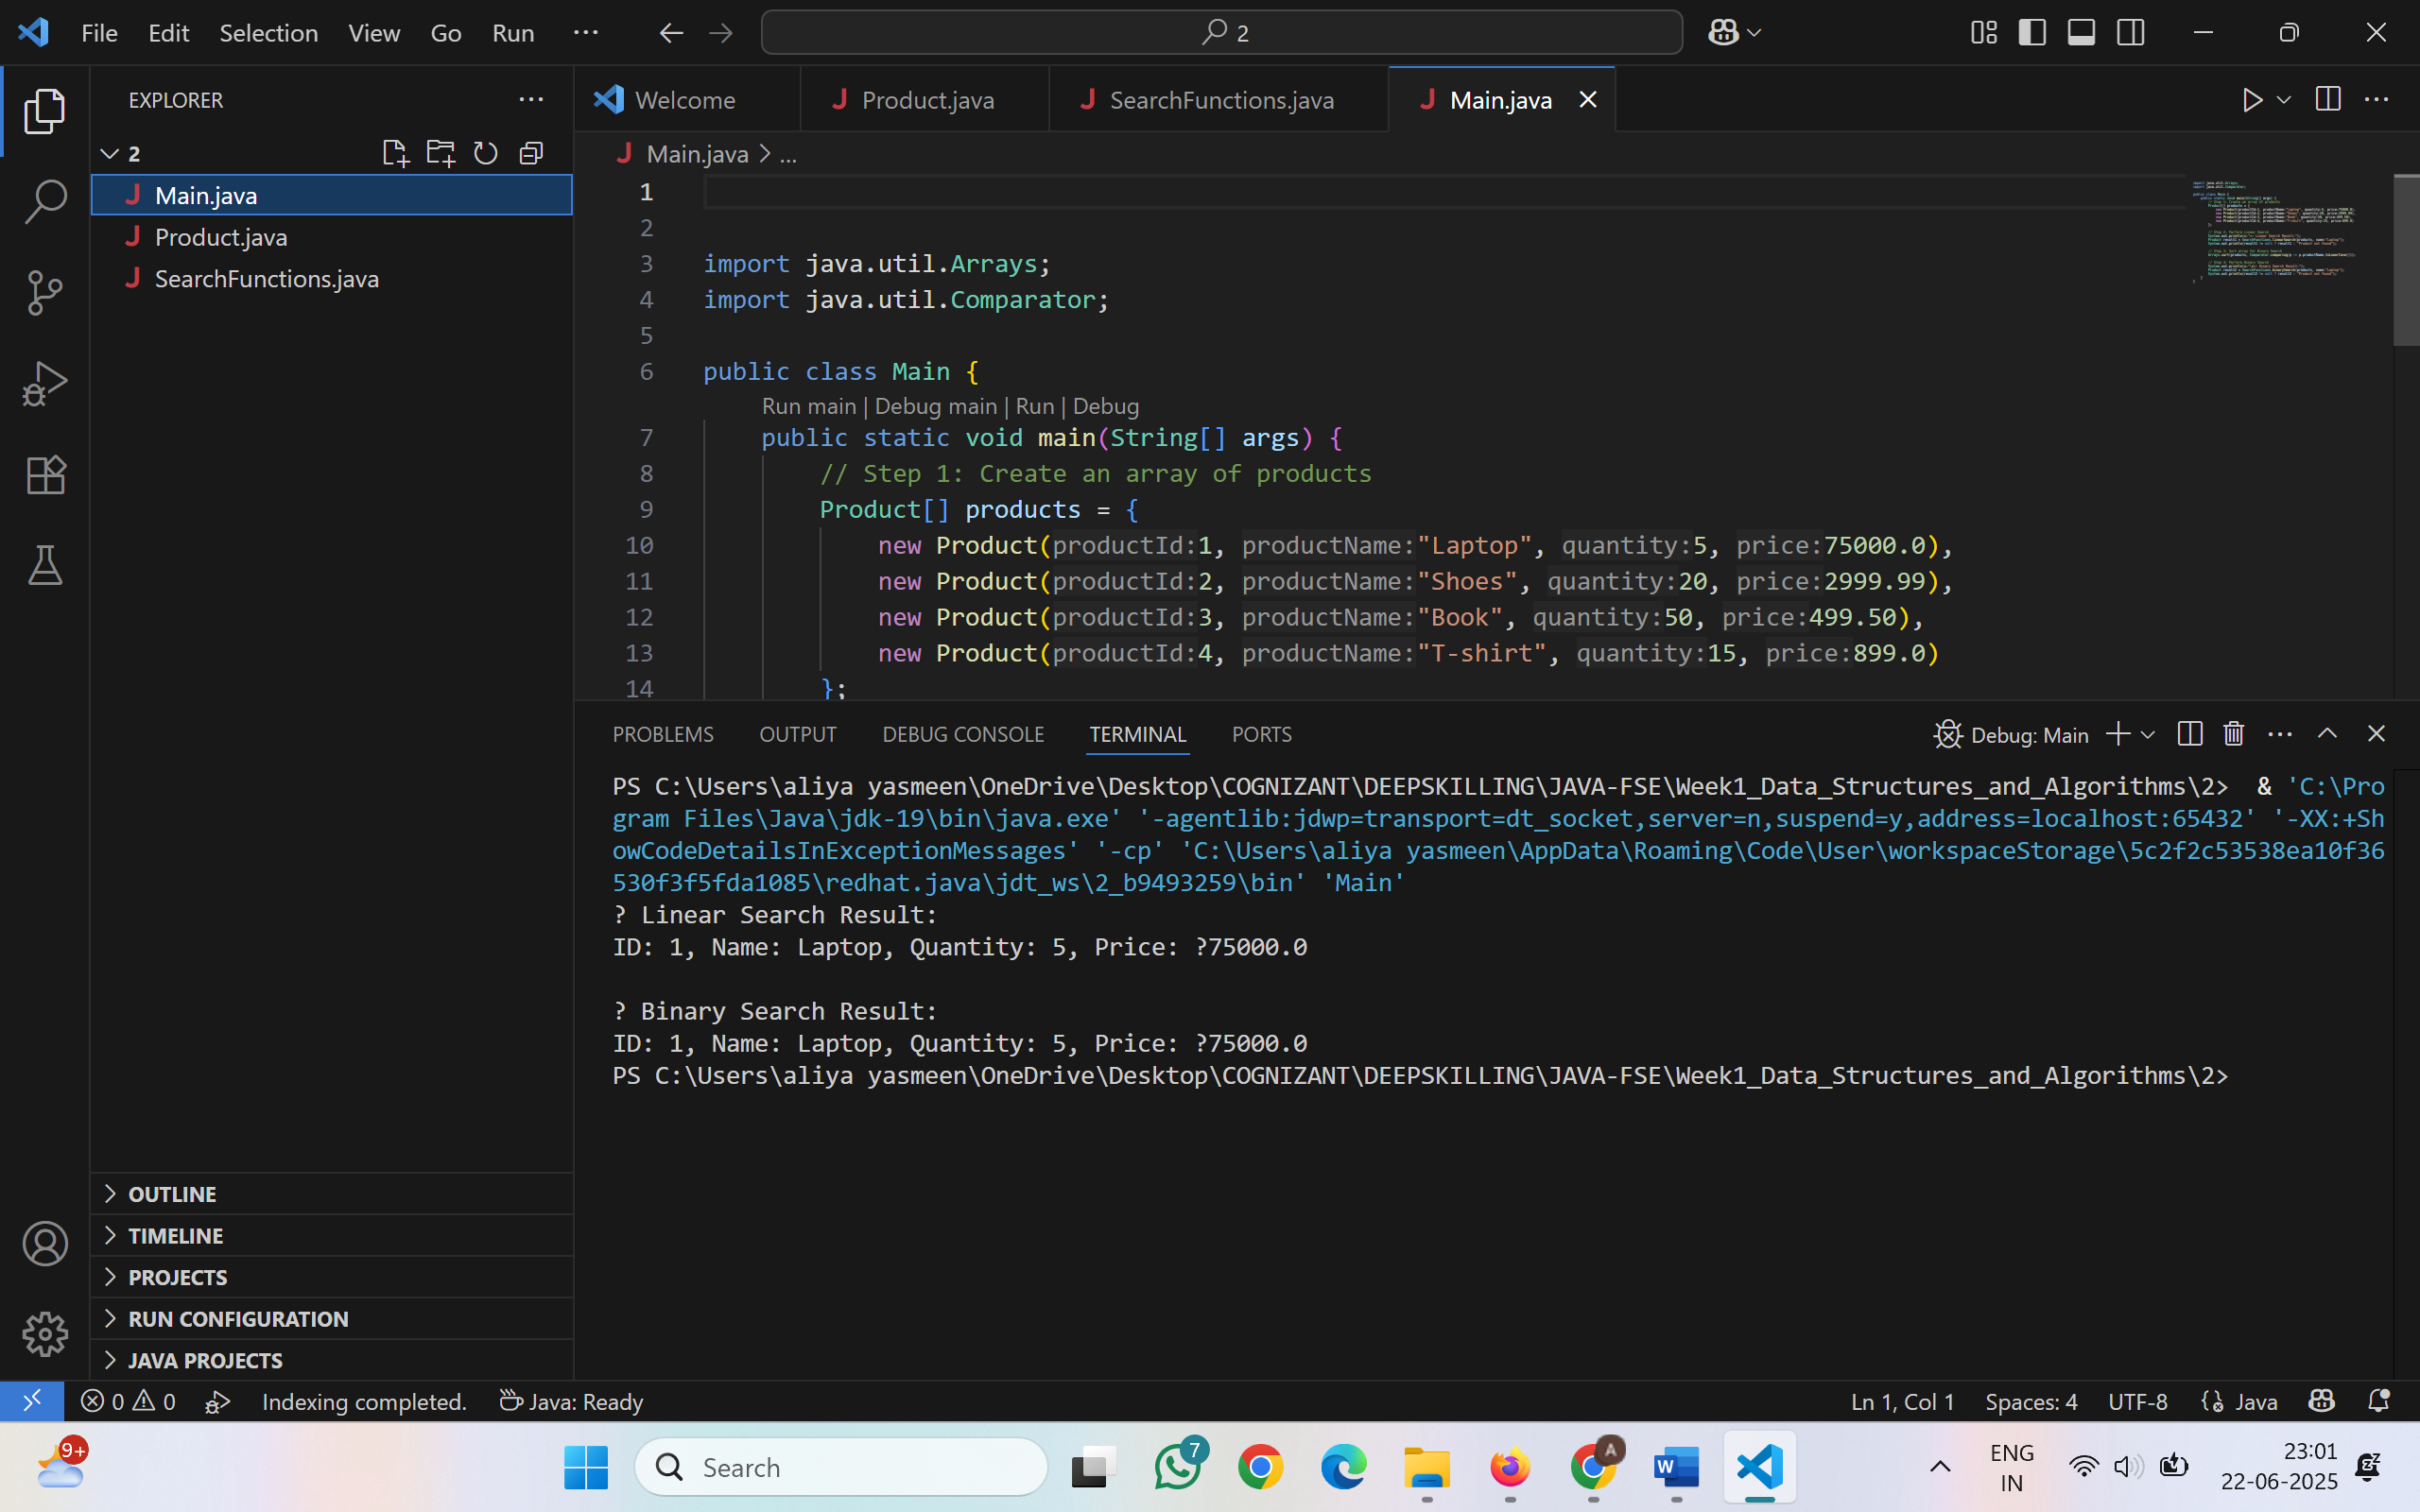 File Edit Selection View Go Run ... 2
EXPLORER ...
2
Main.java
Product.java
SearchFunctions.java
OUTLINE
TIMELINE
PROJECTS
RUN CONFIGURATION
JAVA PROJECTS
Welcome Product.java SearchFunctions.java Main.java
Main.java > ...
1
2
3 import java.util.Arrays;
4 import java.util.Comparator;
5
6 public class Main {
Run main | Debug main | Run | Debug
7 public static void main(String[] args) {
8 // Step 1: Create an array of products
9 Product[] products = {
10 new Product(productId:1, productName:"Laptop", quantity:5, price:75000.0),
11 new Product(productId:2, productName:"Shoes", quantity:20, price:2999.99),
12 new Product(productId:3, productName:"Book", quantity:50, price:499.50),
13 new Product(productId:4, productName:"T-shirt", quantity:15, price:899.0)
14 };
PROBLEMS OUTPUT DEBUG CONSOLE TERMINAL PORTS Debug: Main
PS C:\Users\aliya yasmeen\OneDrive\Desktop\COGNIZANT\DEEPSKILLING\JAVA-FSE\Week1_Data_Structures_and_Algorithms\2>  & 'C:\Pro
gram Files\Java\jdk-19\bin\java.exe' '-agentlib:jdwp=transport=dt_socket,server=n,suspend=y,address=localhost:65432' '-XX:+Sh
owCodeDetailsInExceptionMessages' '-cp' 'C:\Users\aliya yasmeen\AppData\Roaming\Code\User\workspaceStorage\5c2f2c53538ea10f36
530f3f5fda1085\redhat.java\jdt_ws\2_b9493259\bin' 'Main'
? Linear Search Result:
ID: 1, Name: Laptop, Quantity: 5, Price: ?75000.0
? Binary Search Result:
ID: 1, Name: Laptop, Quantity: 5, Price: ?75000.0
PS C:\Users\aliya yasmeen\OneDrive\Desktop\COGNIZANT\DEEPSKILLING\JAVA-FSE\Week1_Data_Structures_and_Algorithms\2>
0 0 Indexing completed. Java: Ready Ln 1, Col 1 Spaces: 4 UTF-8 Java
9+ Search 7 A W ENG 23:01
IN 22-06-2025